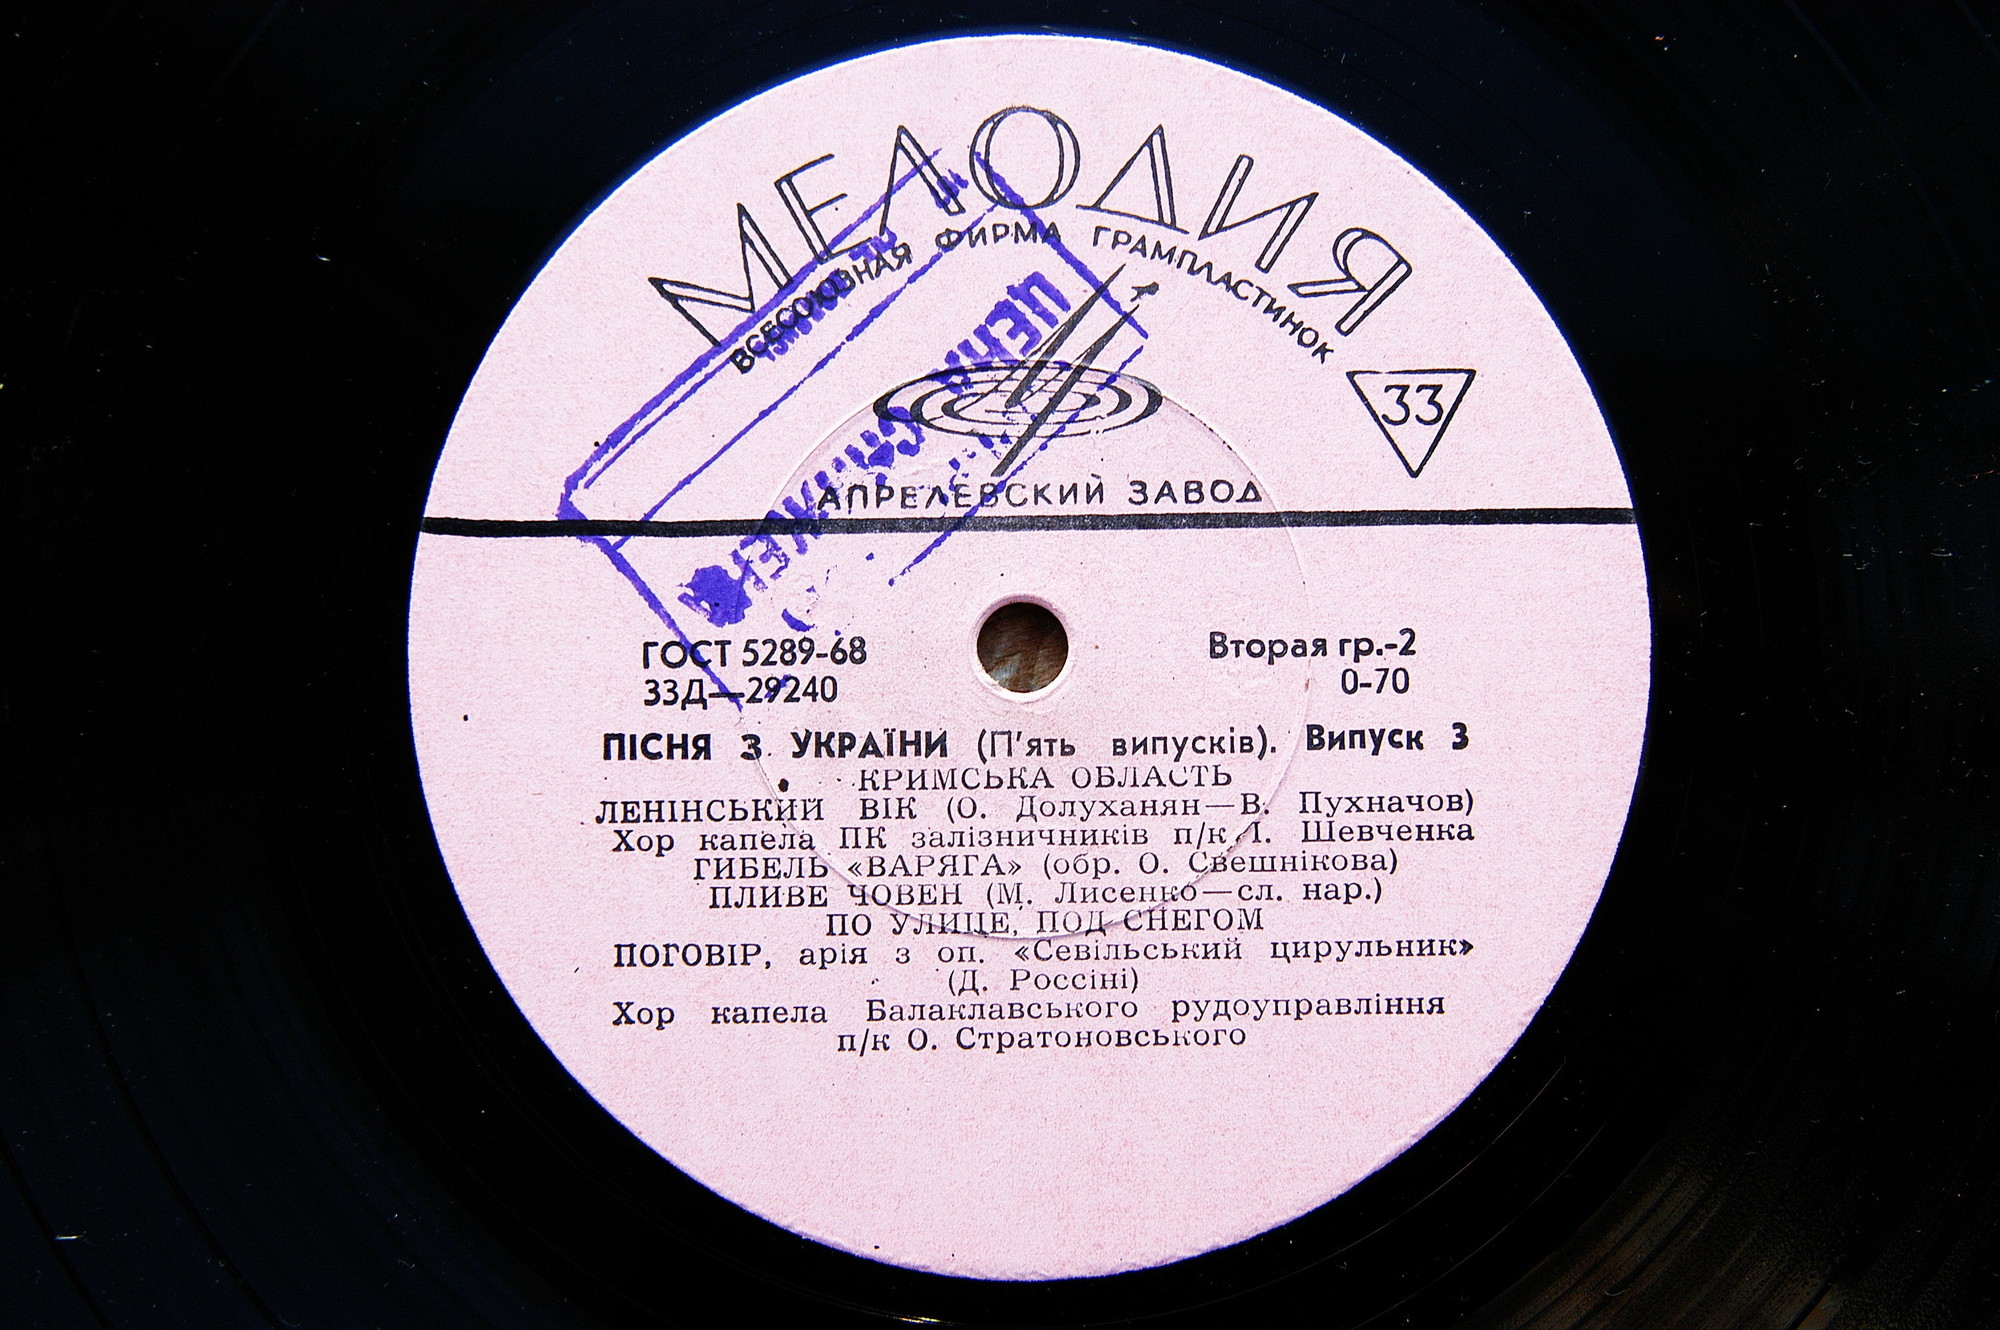 МЕЛОДИЯ
ВСЕСОЮЗНАЯ ФИРМА ГРАМПЛАСТИНОК
33
ЦЕНА
АПРЕЛЕВСКИЙ ЗАВОД
ГОСТ 5289-68
33Д—29240
Вторая гр.-2
0-70
ПІСНЯ З УКРАЇНИ (П'ять випусків). Випуск 3
КРИМСЬКА ОБЛАСТЬ
ЛЕНІНСЬКИЙ ВІК (О. Долуханян—В. Пухначов)
Хор капела ПК залізничників п/к І. Шевченка
ГИБЕЛЬ «ВАРЯГА» (обр. О. Свешнікова)
ПЛИВЕ ЧОВЕН (М. Лисенко—сл. нар.)
ПО УЛИЦЕ, ПОД СНЕГОМ
ПОГОВІР, арія з оп. «Севільський цирульник»
(Д. Россіні)
Хор капела Балаклавського рудоуправління
п/к О. Стратоновського